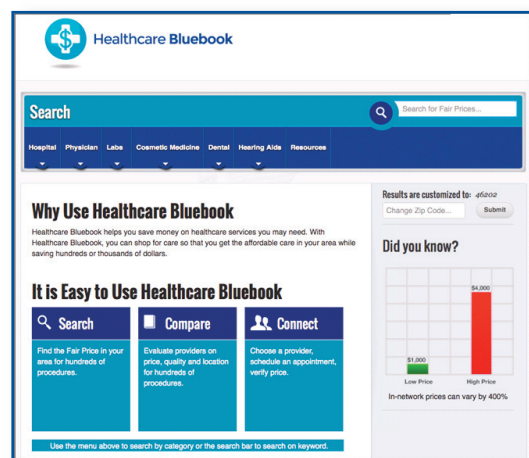 Healthcare Bluebook
Search
Search for Fair Prices...
Hospital Physician Labs Cosmetic Medicine Dental Hearing Aids Resources
Results are customized to: 46202
Change Zip Code... Submit
Why Use Healthcare Bluebook
Healthcare Bluebook helps you save money on healthcare services you may need. With
Healthcare Bluebook, you can shop for care so that you get the affordable care in your area while
saving hundreds or thousands of dollars.
It is Easy to Use Healthcare Bluebook
Search
Find the Fair Price in your
area for hundreds of
procedures.
Compare
Evaluate providers on
price, quality and location
for hundreds of
procedures.
Connect
Choose a provider,
schedule an appointment,
verify price.
Use the menu above to search by category or the search bar to search on keyword.
Did you know?
$4,000
$1,000
Low Price High Price
In-network prices can vary by 400%